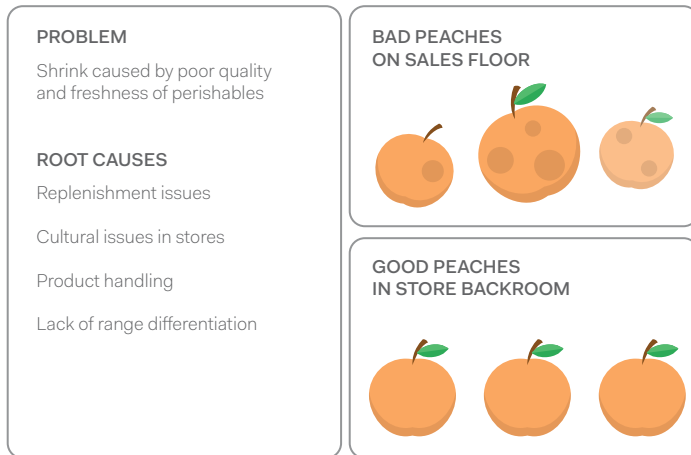 PROBLEM
Shrink caused by poor quality
and freshness of perishables
ROOT CAUSES
Replenishment issues
Cultural issues in stores
Product handling
Lack of range differentiation
BAD PEACHES
ON SALES FLOOR
GOOD PEACHES
IN STORE BACKROOM